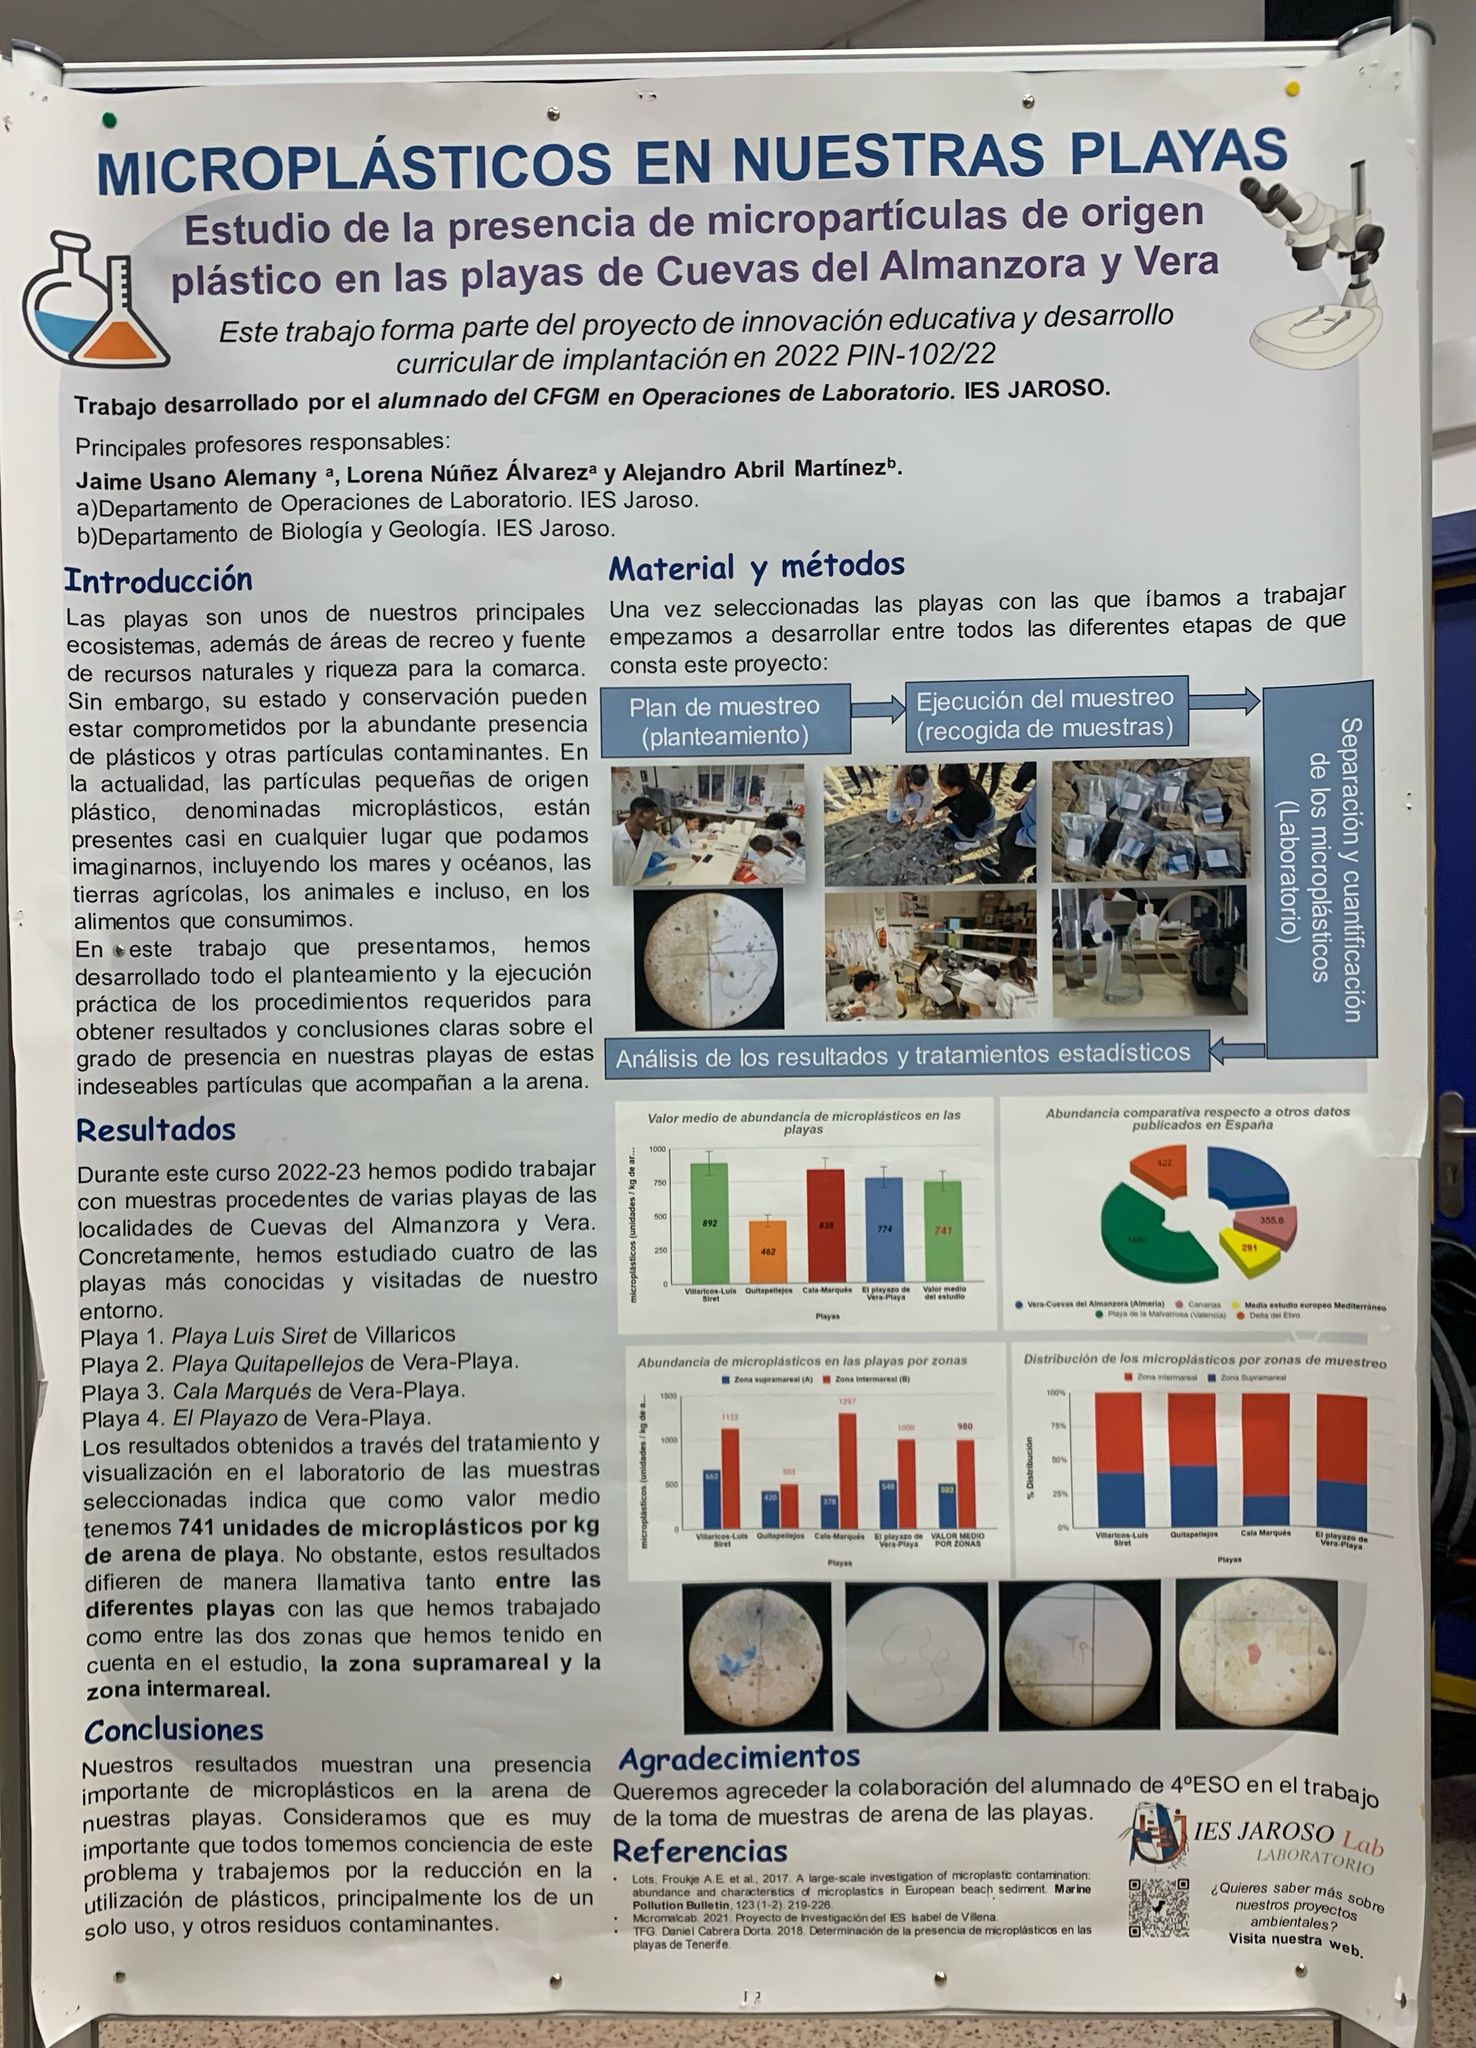 MICROPLÁSTICOS EN NUESTRAS PLAYAS
Estudio de la presencia de micropartículas de origen
plástico en las playas de Cuevas del Almanzora y Vera
Este trabajo forma parte del proyecto de innovación educativa y desarrollo
curricular de implantación en 2022 PIN-102/22
Trabajo desarrollado por el alumnado del CFGM en Operaciones de Laboratorio. IES JAROSO.
Principales profesores responsables:
Jaime Usano Alemany a, Lorena Núñez Álvarez a y Alejandro Abril Martínez b.
a)Departamento de Operaciones de Laboratorio. IES Jaroso.
b)Departamento de Biología y Geología. IES Jaroso.
Introducción
Las playas son unos de nuestros principales
ecosistemas, además de áreas de recreo y fuente
de recursos naturales y riqueza para la comarca.
Sin embargo, su estado y conservación pueden
estar comprometidos por la abundante presencia
de plásticos y otras partículas contaminantes. En
la actualidad, las partículas pequeñas de origen
plástico, denominadas microplásticos, están
presentes casi en cualquier lugar que podamos
imaginarnos, incluyendo los mares y océanos, las
tierras agrícolas, los animales e incluso, en los
alimentos que consumimos.
En este trabajo que presentamos, hemos
desarrollado todo el planteamiento y la ejecución
práctica de los procedimientos requeridos para
obtener resultados y conclusiones claras sobre el
grado de presencia en nuestras playas de estas
indeseables partículas que acompañan a la arena.
Material y métodos
Una vez seleccionadas las playas con las que íbamos a trabajar
empezamos a desarrollar entre todos las diferentes etapas de que
consta este proyecto:
Plan de muestreo
(planteamiento)
Ejecución del muestreo
(recogida de muestras)
Separación y cuantificación
de los microplásticos
(Laboratorio)
Análisis de los resultados y tratamientos estadísticos
Resultados
Durante este curso 2022-23 hemos podido trabajar
con muestras procedentes de varias playas de las
localidades de Cuevas del Almanzora y Vera.
Concretamente, hemos estudiado cuatro de las
playas más conocidas y visitadas de nuestro
entorno.
Playa 1. Playa Luis Siret de Villaricos
Playa 2. Playa Quitapellejos de Vera-Playa.
Playa 3. Cala Marqués de Vera-Playa.
Playa 4. El Playazo de Vera-Playa.
Los resultados obtenidos a través del tratamiento y
visualización en el laboratorio de las muestras
seleccionadas indica que como valor medio
tenemos 741 unidades de microplásticos por kg
de arena de playa. No obstante, estos resultados
difieren de manera llamativa tanto entre las
diferentes playas con las que hemos trabajado
como entre las dos zonas que hemos tenido en
cuenta en el estudio, la zona supramareal y la
zona intermareal.
Valor medio de abundancia de microplásticos en las
playas
microplásticos (unidades / kg de ar...
1000
750
500
250
0
892
462
838
774
741
Villaricos-Luis Siret
Quitapellejos
Cala-Marqués
El playazo de Vera-Playa
Valor medio del estudio
Playas
Abundancia comparativa respecto a otros datos
publicados en España
422
355,6
291
1460
Vera-Cuevas del Almanzora (Almería) Canarias Media estudio europeo Mediterráneo
Playa de la Malvarrosa (Valencia) Delta del Ebro
Abundancia de microplásticos en las playas por zonas
Zona supramareal (A) Zona intermareal (B)
microplásticos (unidades / kg de a...
1500
1000
500
0
662
1122
420
503
378
1297
548
1000
502
980
Villaricos-Luis Siret
Quitapellejos
Cala-Marqués
El playazo de Vera-Playa
VALOR MEDIO POR ZONAS
Playas
Distribución de los microplásticos por zonas de muestreo
Zona intermareal Zona Supramareal
% Distribución
100%
75%
50%
25%
0%
Villaricos-Luis Siret
Quitapellejos
Cala Marqués
El playazo de Vera-Playa
Playas
Conclusiones
Nuestros resultados muestran una presencia
importante de microplásticos en la arena de
nuestras playas. Consideramos que es muy
importante que todos tomemos conciencia de este
problema y trabajemos por la reducción en la
utilización de plásticos, principalmente los de un
solo uso, y otros residuos contaminantes.
Agradecimientos
Queremos agreceder la colaboración del alumnado de 4ºESO en el trabajo
de la toma de muestras de arena de las playas.
Referencias
• Lots, Froukje A.E. et al., 2017. A large-scale investigation of microplastic contamination:
abundance and characteristics of microplastics in European beach sediment. Marine
Pollution Bulletin, 123 (1-2). 219-226.
• Micromalcab. 2021. Proyecto de Investigación del IES Isabel de Villena.
• TFG. Daniel Cabrera Dorta. 2018. Determinación de la presencia de microplásticos en las
playas de Tenerife.
IES JAROSO Lab
LABORATORIO
¿Quieres saber más sobre
nuestros proyectos
ambientales?
Visita nuestra web.